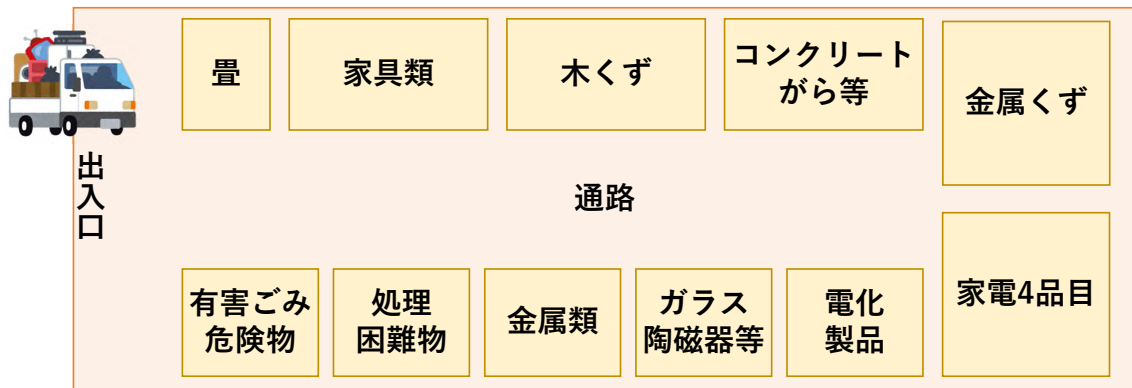 畳
家具類
木くず
コンクリート
がら等
金属くず
出入口
通路
有害ごみ
危険物
処理
困難物
金属類
ガラス
陶磁器等
電化
製品
家電4品目